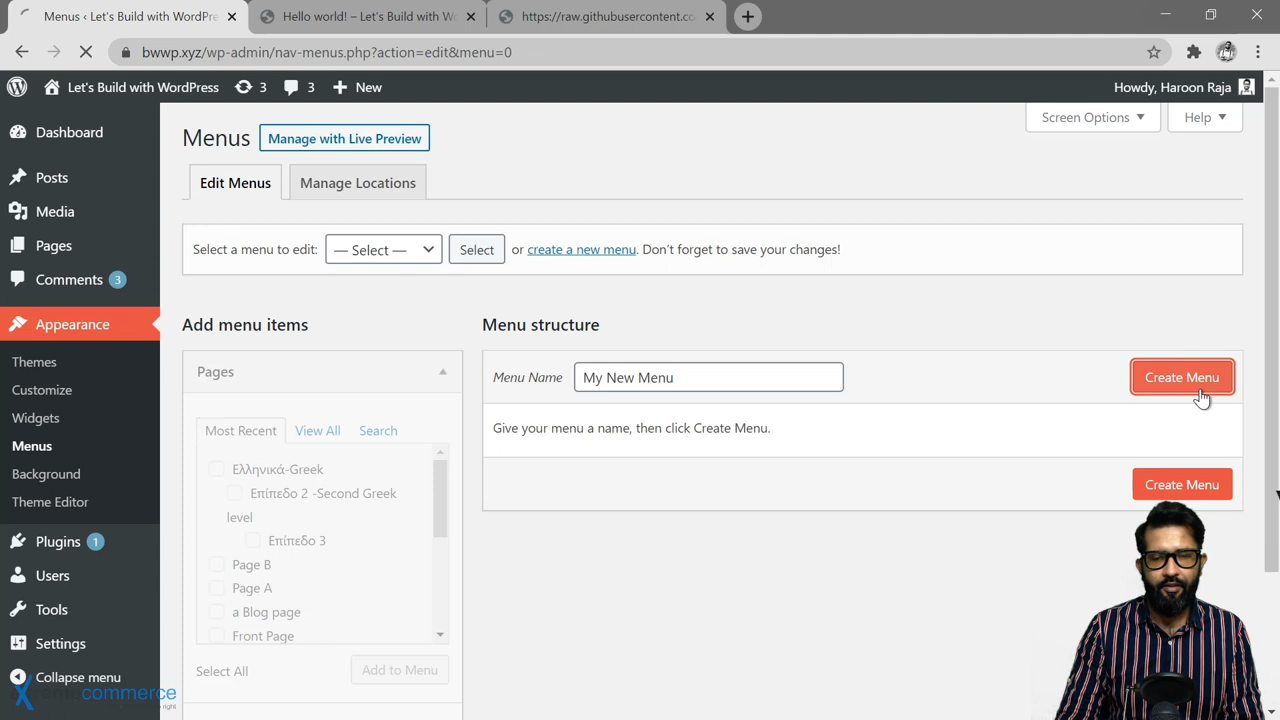 Menus ‹ Let's Build with WordPre
Hello world! – Let's Build with Wo
https://raw.githubusercontent.co
bwwp.xyz/wp-admin/nav-menus.php?action=edit&menu=0
Let's Build with WordPress
3
3
New
Howdy, Haroon Raja
Dashboard
Posts
Media
Pages
Comments 3
Appearance
Themes
Customize
Widgets
Menus
Background
Theme Editor
Plugins 1
Users
Tools
Settings
Collapse menu
commerce
Screen Options
Help
Menus
Manage with Live Preview
Edit Menus
Manage Locations
Select a menu to edit: — Select — Select or create a new menu. Don't forget to save your changes!
Add menu items
Pages
Most Recent View All Search
Ελληνικά-Greek
Επίπεδο 2 -Second Greek
level
Επίπεδο 3
Page B
Page A
a Blog page
Front Page
Select All
Add to Menu
Menu structure
Menu Name My New Menu
Create Menu
Give your menu a name, then click Create Menu.
Create Menu